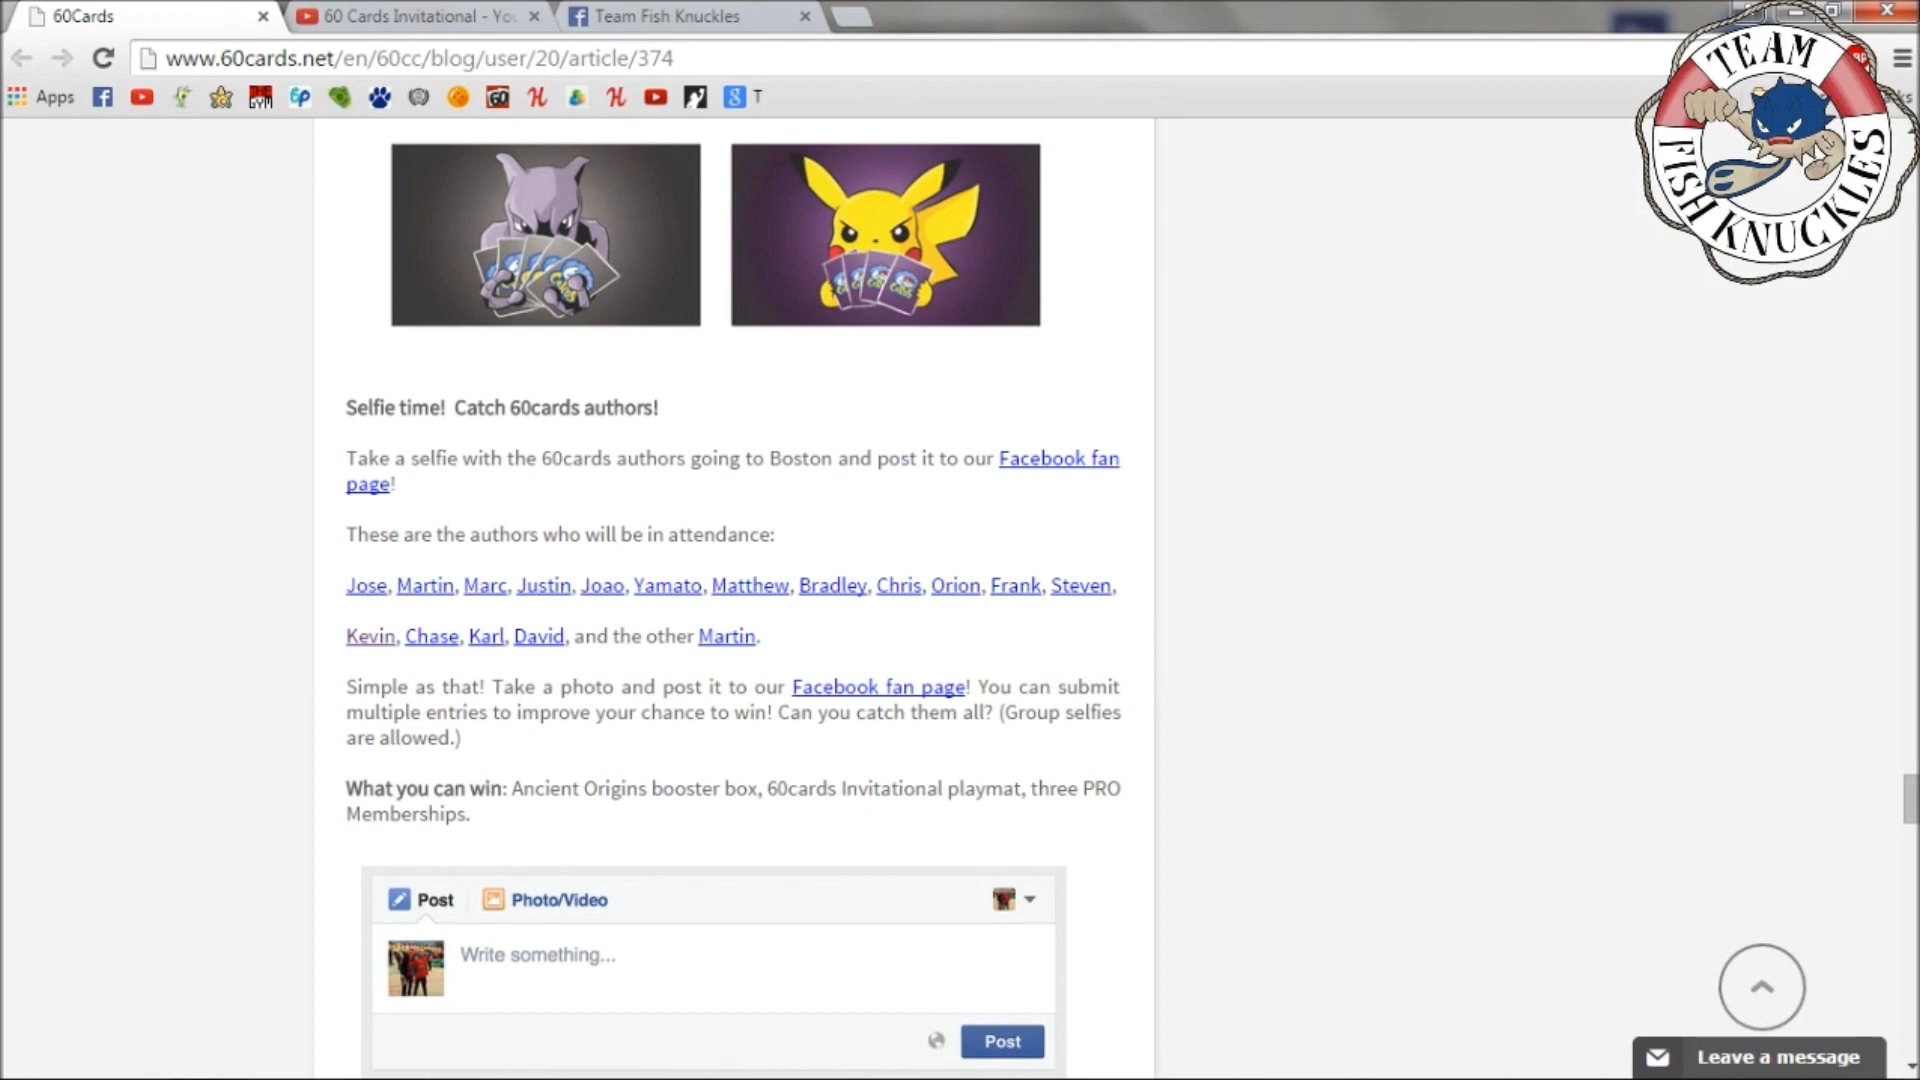 60Cards
60 Cards Invitational - You
Team Fish Knuckles
www.60cards.net/en/60cc/blog/user/20/article/374
Apps
THE GYM
60
T
TEAM
FISH KNUCKLES
Selfie time! Catch 60cards authors!
Take a selfie with the 60cards authors going to Boston and post it to our Facebook fan
page!
These are the authors who will be in attendance:
Jose, Martin, Marc, Justin, Joao, Yamato, Matthew, Bradley, Chris, Orion, Frank, Steven,
Kevin, Chase, Karl, David, and the other Martin.
Simple as that! Take a photo and post it to our Facebook fan page! You can submit
multiple entries to improve your chance to win! Can you catch them all? (Group selfies
are allowed.)
What you can win: Ancient Origins booster box, 60cards Invitational playmat, three PRO
Memberships.
Post
Photo/Video
Write something...
Post
Leave a message